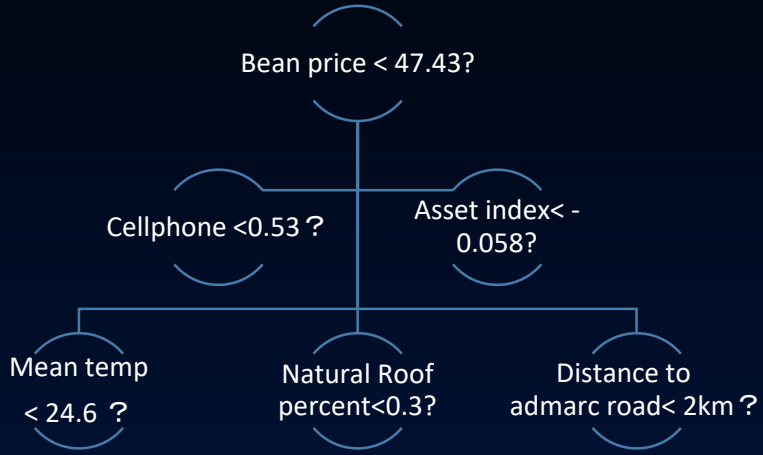 Bean price < 47.43?
Cellphone <0.53？
Asset index< -
0.058?
Mean temp
< 24.6 ？
Natural Roof
percent<0.3?
Distance to
admarc road< 2km？